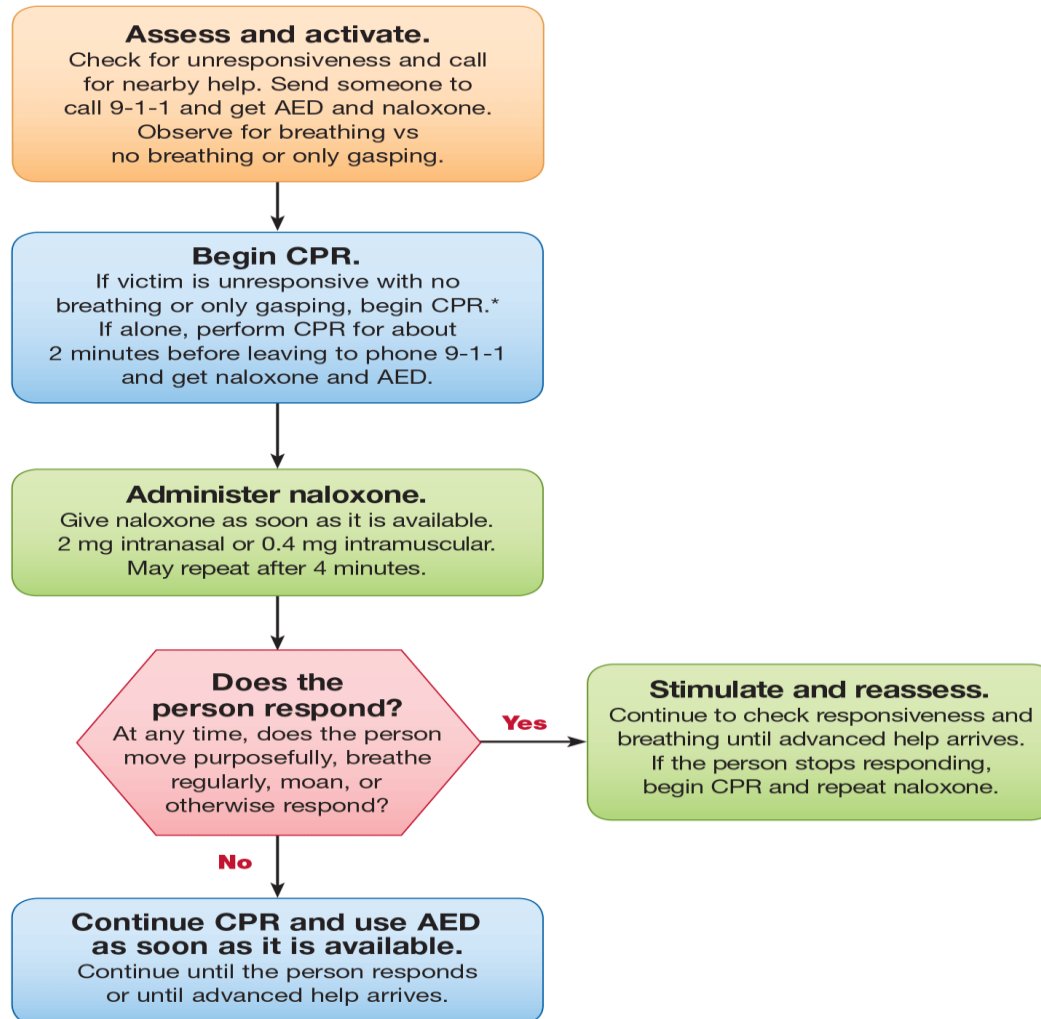 Assess and activate.
Check for unresponsiveness and call
for nearby help. Send someone to
call 9-1-1 and get AED and naloxone.
Observe for breathing vs
no breathing or only gasping.
Begin CPR.
If victim is unresponsive with no
breathing or only gasping, begin CPR.*
If alone, perform CPR for about
2 minutes before leaving to phone 9-1-1
and get naloxone and AED.
Administer naloxone.
Give naloxone as soon as it is available.
2 mg intranasal or 0.4 mg intramuscular.
May repeat after 4 minutes.
Does the
person respond?
At any time, does the person
move purposefully, breathe
regularly, moan, or
otherwise respond?
Yes
Stimulate and reassess.
Continue to check responsiveness and
breathing until advanced help arrives.
If the person stops responding,
begin CPR and repeat naloxone.
No
Continue CPR and use AED
as soon as it is available.
Continue until the person responds
or until advanced help arrives.